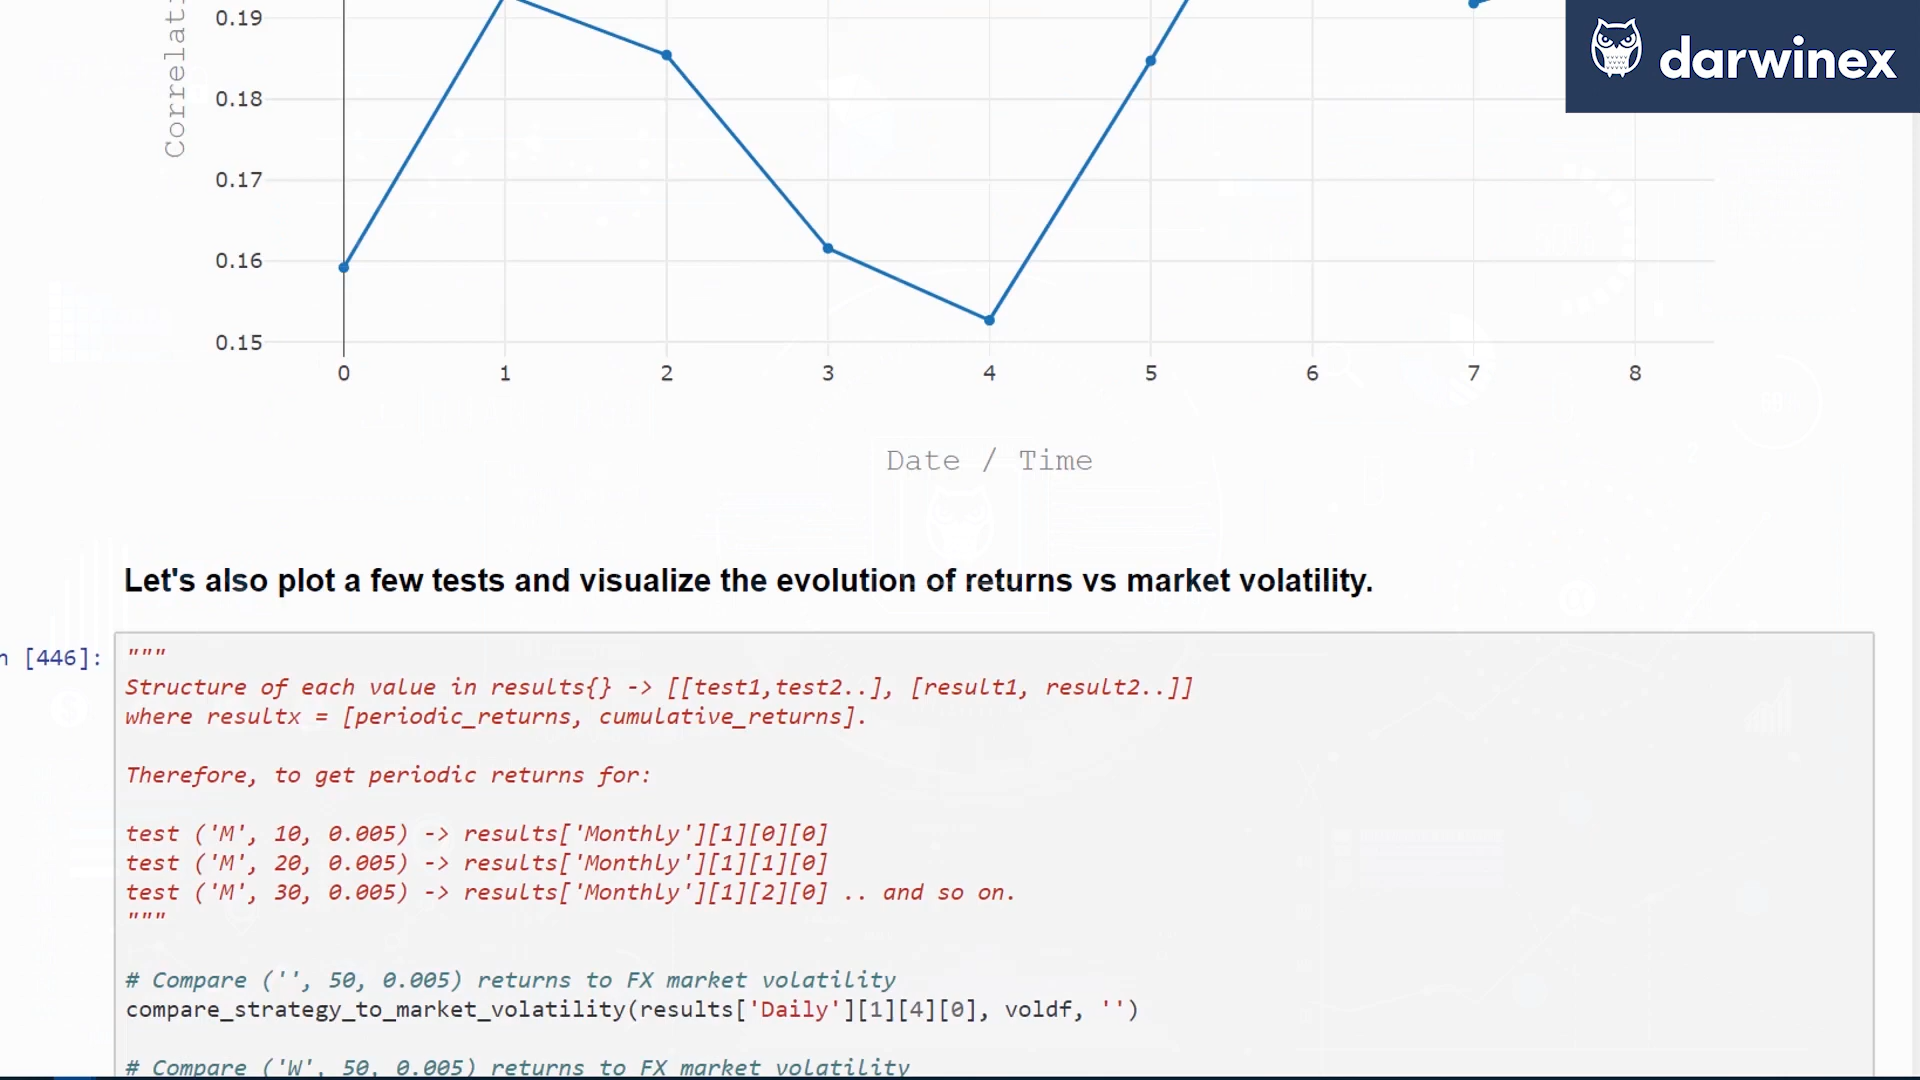 0.19
darwinex
Correlati
0.18
0.17
0.16
0.15
0 1 2 3 4 5 6 7 8
Date / Time
Let's also plot a few tests and visualize the evolution of returns vs market volatility.
n [446]:
"""
Structure of each value in results{} -> [[test1,test2..], [result1, result2..]]
where resultx = [periodic_returns, cumulative_returns].
Therefore, to get periodic returns for:
test ('M', 10, 0.005) -> results['Monthly'][1][0][0]
test ('M', 20, 0.005) -> results['Monthly'][1][1][0]
test ('M', 30, 0.005) -> results['Monthly'][1][2][0] .. and so on.
"""
# Compare ('', 50, 0.005) returns to FX market volatility
compare_strategy_to_market_volatility(results['Daily'][1][4][0], voldf, '')
# Compare ('W', 50, 0.005) returns to FX market volatility